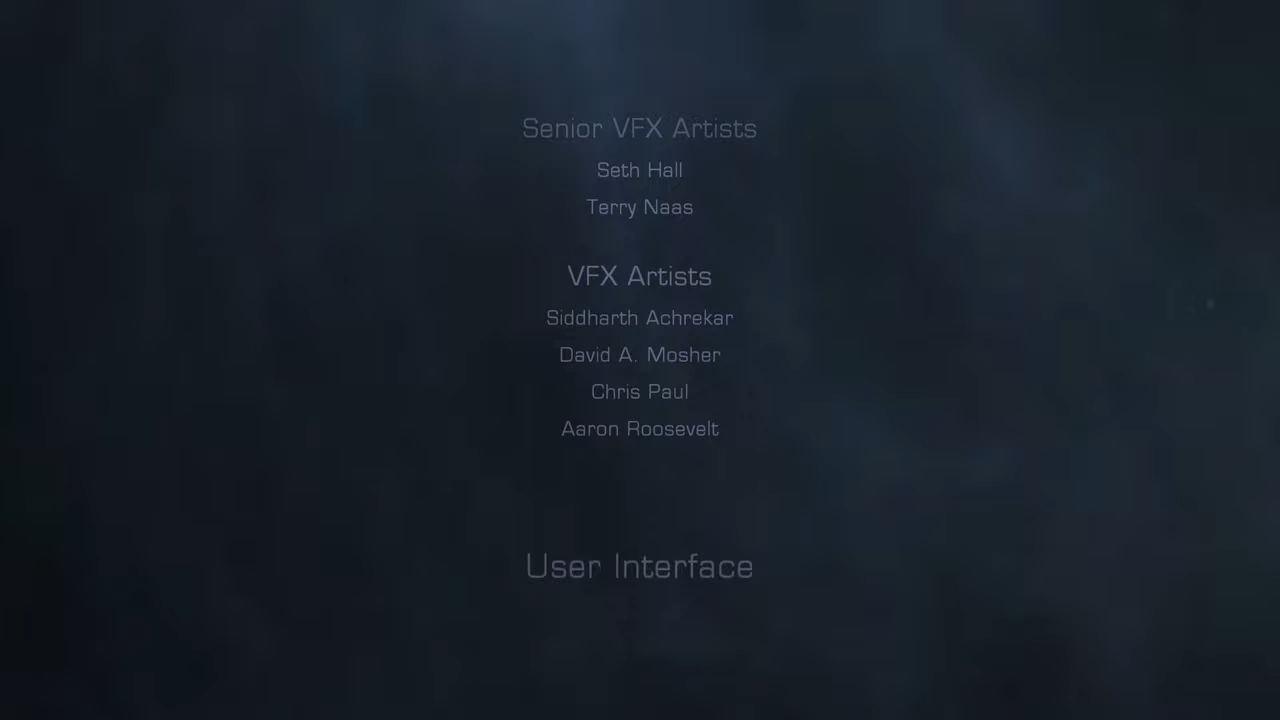 Senior VFX Artists
Seth Hall
Terry Naas
VFX Artists
Siddharth Achrekar
David A. Mosher
Chris Paul
Aaron Roosevelt
User Interface